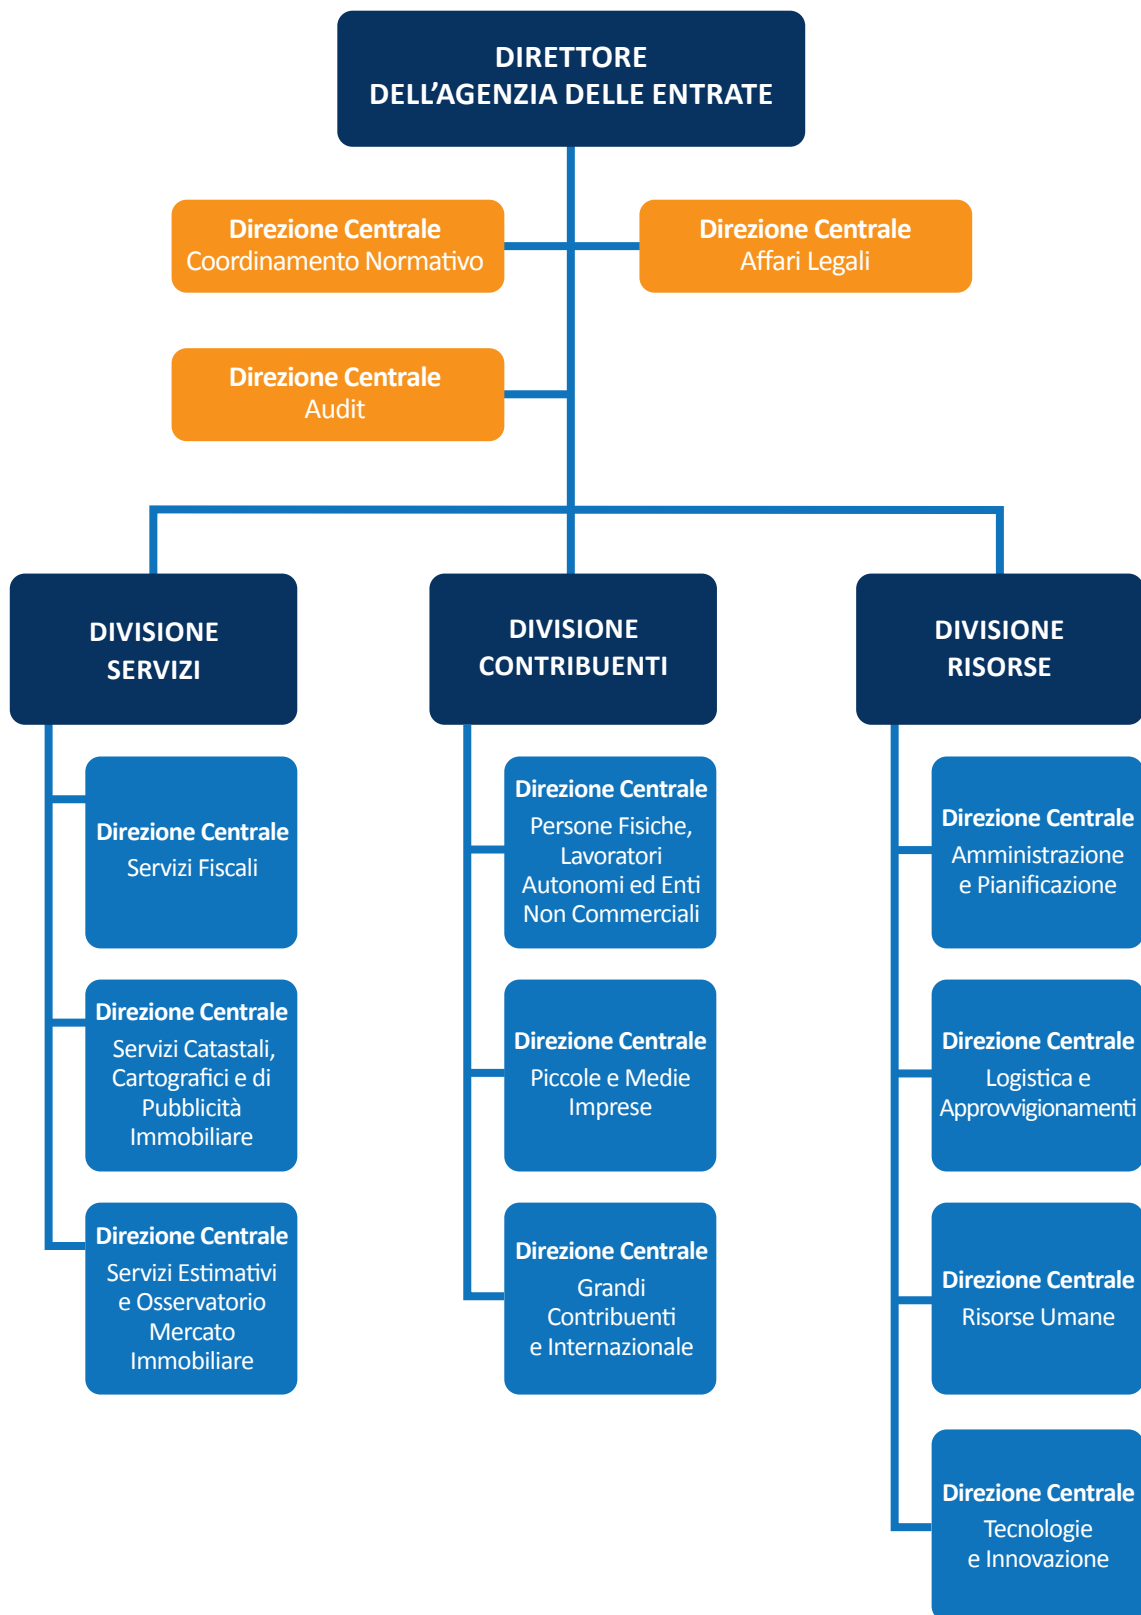 DIRETTORE
DELL'AGENZIA DELLE ENTRATE
Direzione Centrale
Coordinamento Normativo
Direzione Centrale
Affari Legali
Direzione Centrale
Audit
DIVISIONE
SERVIZI
Direzione Centrale
Servizi Fiscali
Direzione Centrale
Servizi Catastali,
Cartografici e di
Pubblicità
Immobiliare
Direzione Centrale
Servizi Estimativi
e Osservatorio
Mercato
Immobiliare
DIVISIONE
CONTRIBUENTI
Direzione Centrale
Persone Fisiche,
Lavoratori
Autonomi ed Enti
Non Commerciali
Direzione Centrale
Piccole e Medie
Imprese
Direzione Centrale
Grandi
Contribuenti
e Internazionale
DIVISIONE
RISORSE
Direzione Centrale
Amministrazione
e Pianificazione
Direzione Centrale
Logistica e
Approvvigionamenti
Direzione Centrale
Risorse Umane
Direzione Centrale
Tecnologie
e Innovazione